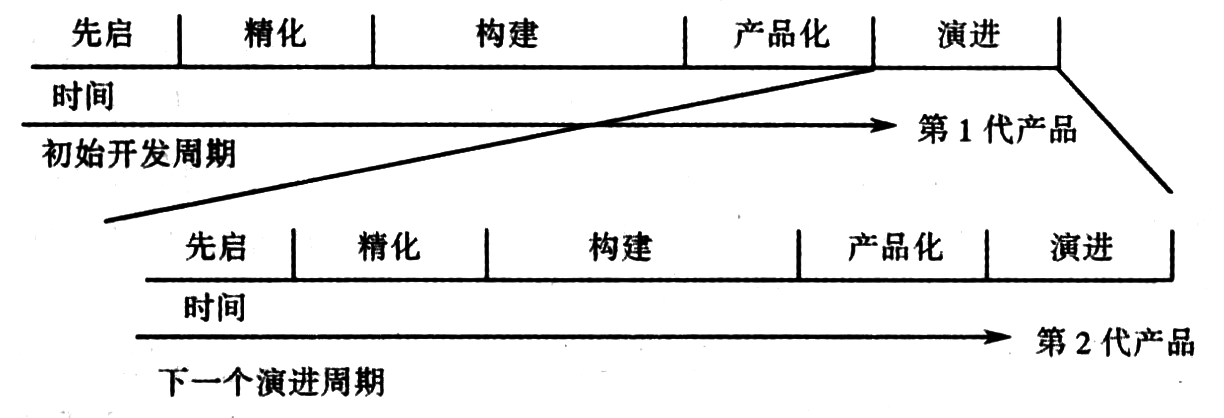 先启 精化 构建 产品化 演进
时间
第1代产品
初始开发周期
先启 精化 构建 产品化 演进
时间
第2代产品
下一个演进周期